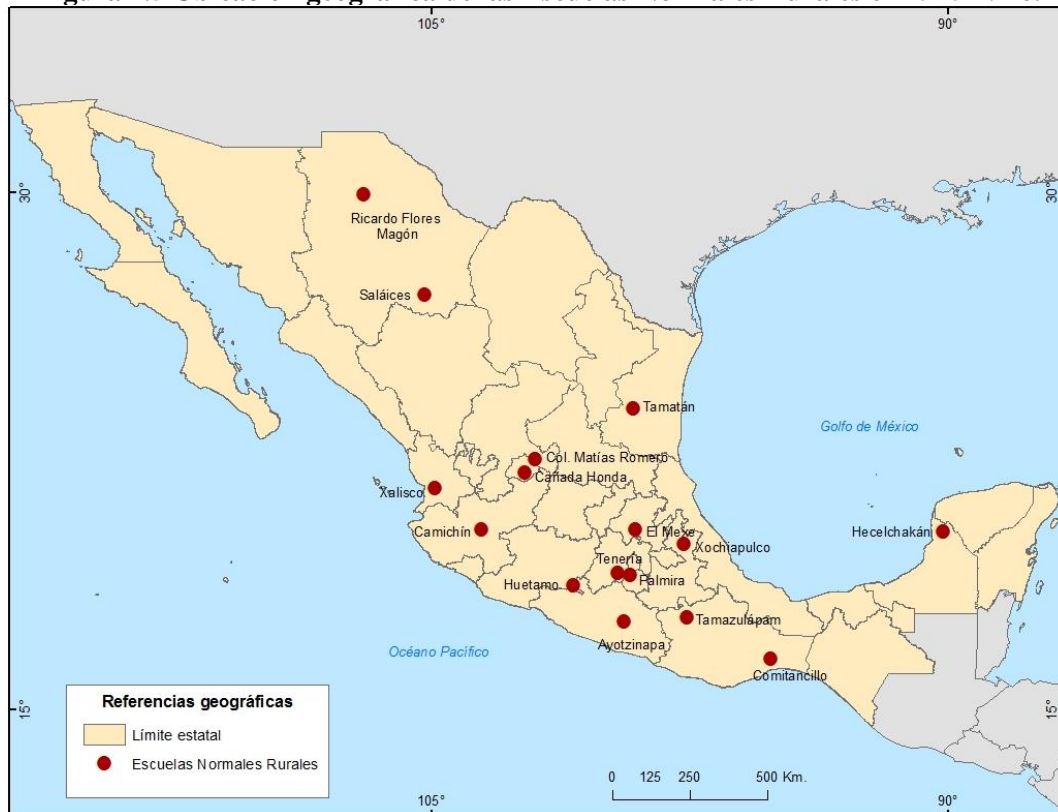 105°
90°
30°
30°
Ricardo Flores
Magón
Saláices
Tamatán
Golfo de México
Col. Matías Romero
Cañada Honda
Xalisco
Camichín
El Mexe
Hecelchakán
Xochiapulco
Tenería
Huetamo
Palmira
Tamazulápam
Ayotzinapa
Océano Pacífico
Comitancillo
15°
15°
Referencias geográficas
Límite estatal
Escuelas Normales Rurales
0 125 250 500 Km.
105°
90°